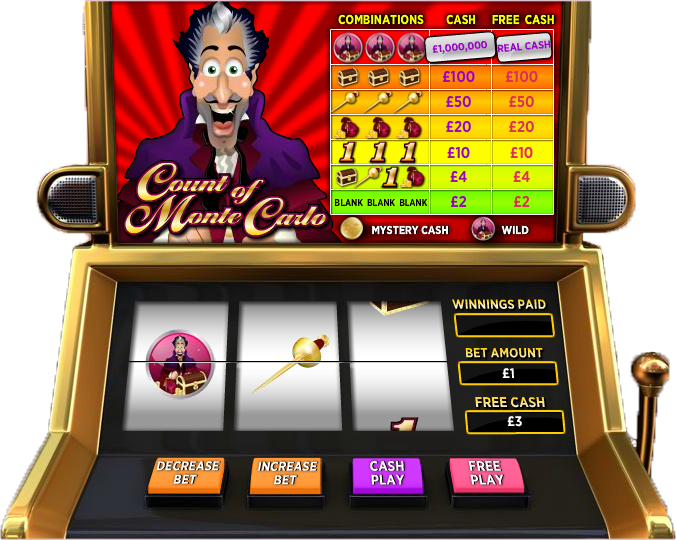 COMBINATIONS CASH FREE CASH
£1,000,000 REAL CASH
£100 £100
£50 £50
£20 £20
1 1 1 £10 £10
1 £4 £4
BLANK BLANK BLANK £2 £2
MYSTERY CASH WILD
Count of
Monte Carlo
WINNINGS PAID
BET AMOUNT
£1
FREE CASH
£3
1
DECREASE
BET
INCREASE
BET
CASH
PLAY
FREE
PLAY